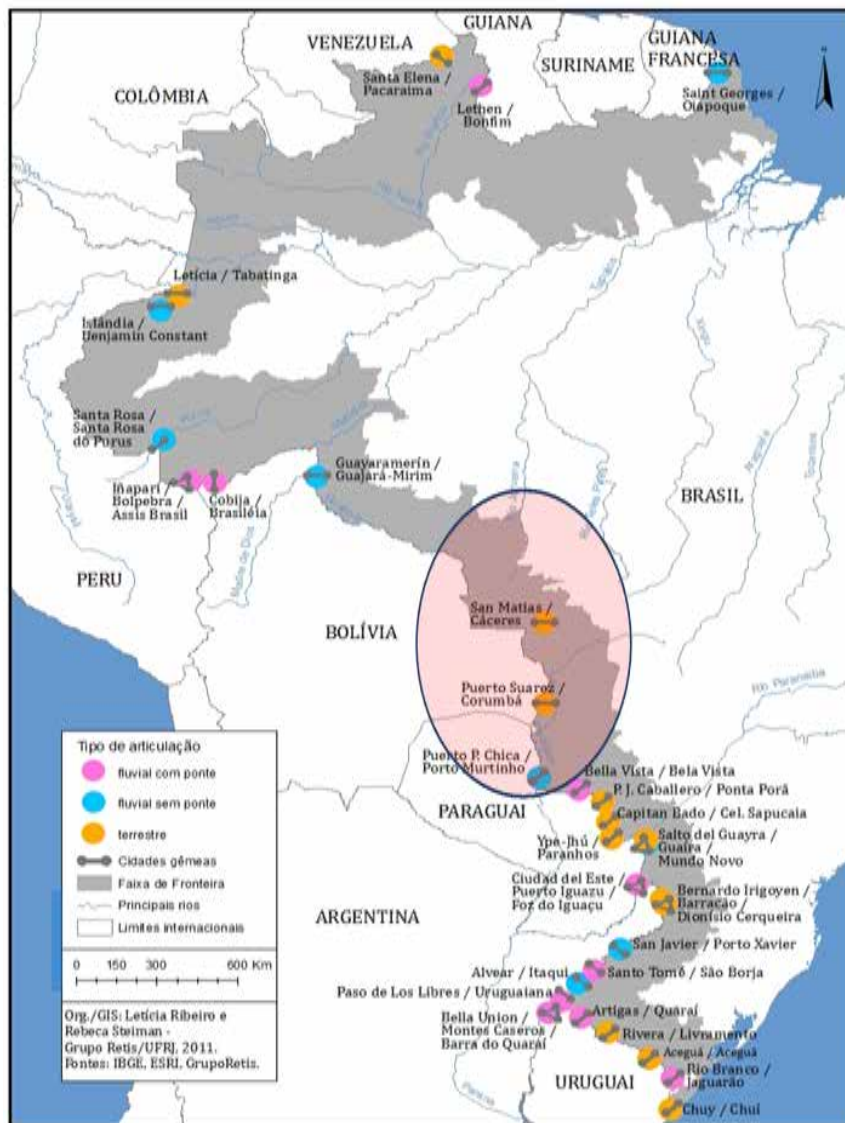 GUIANA
VENEZUELA
GUIANA
FRANCESA
SURINAME
Santa Elena /
Pacaraima
COLÔMBIA
Lethen /
Bonfim
Saint Georges /
Oiapoque
Letícia / Tabatinga
Islândia /
Benjamin Constant
Santa Rosa /
Santa Rosa
do Purus
Guayaramerín /
Guajará-Mirim
Iñapari /
Bolpebra /
Assis Brasil
Cobija /
Brasiléia
BRASIL
PERU
Madre de Dios
San Matias /
Cáceres
BOLÍVIA
Puerto Suarez /
Corumbá
Rio Paranaíba
Tipo de articulação
fluvial com ponte
fluvial sem ponte
terrestre
Cidades gêmeas
Faixa de Fronteira
Principais rios
Limites internacionais
0 150 300 600 Km
Org./GIS: Letícia Ribeiro e
Rebeca Steiman -
Grupo Retis/UFRJ, 2011.
Fontes: IBGE, ESRI, GrupoRetis.
Puerto P. Chica /
Porto Murtinho
Bella Vista / Bela Vista
PARAGUAI
P. J. Caballero / Ponta Porã
Capitan Bado / Cel. Sapucaia
Ype-Jhú /
Paranhos
Salto del Guayra /
Guaíra /
Mundo Novo
Ciudad del Este /
Puerto Iguazu /
Foz do Iguaçu
Bernardo Irigoyen /
Barracão /
Dionísio Cerqueira
ARGENTINA
San Javier / Porto Xavier
Alvear / Itaqui
Santo Tomé / São Borja
Paso de Los Libres / Uruguaiana
Bella Union /
Montes Caseros /
Barra do Quaraí
Artigas / Quaraí
Rivera / Livramento
Aceguá / Aceguá
Rio Branco /
Jaguarão
URUGUAI
Chuy / Chuí